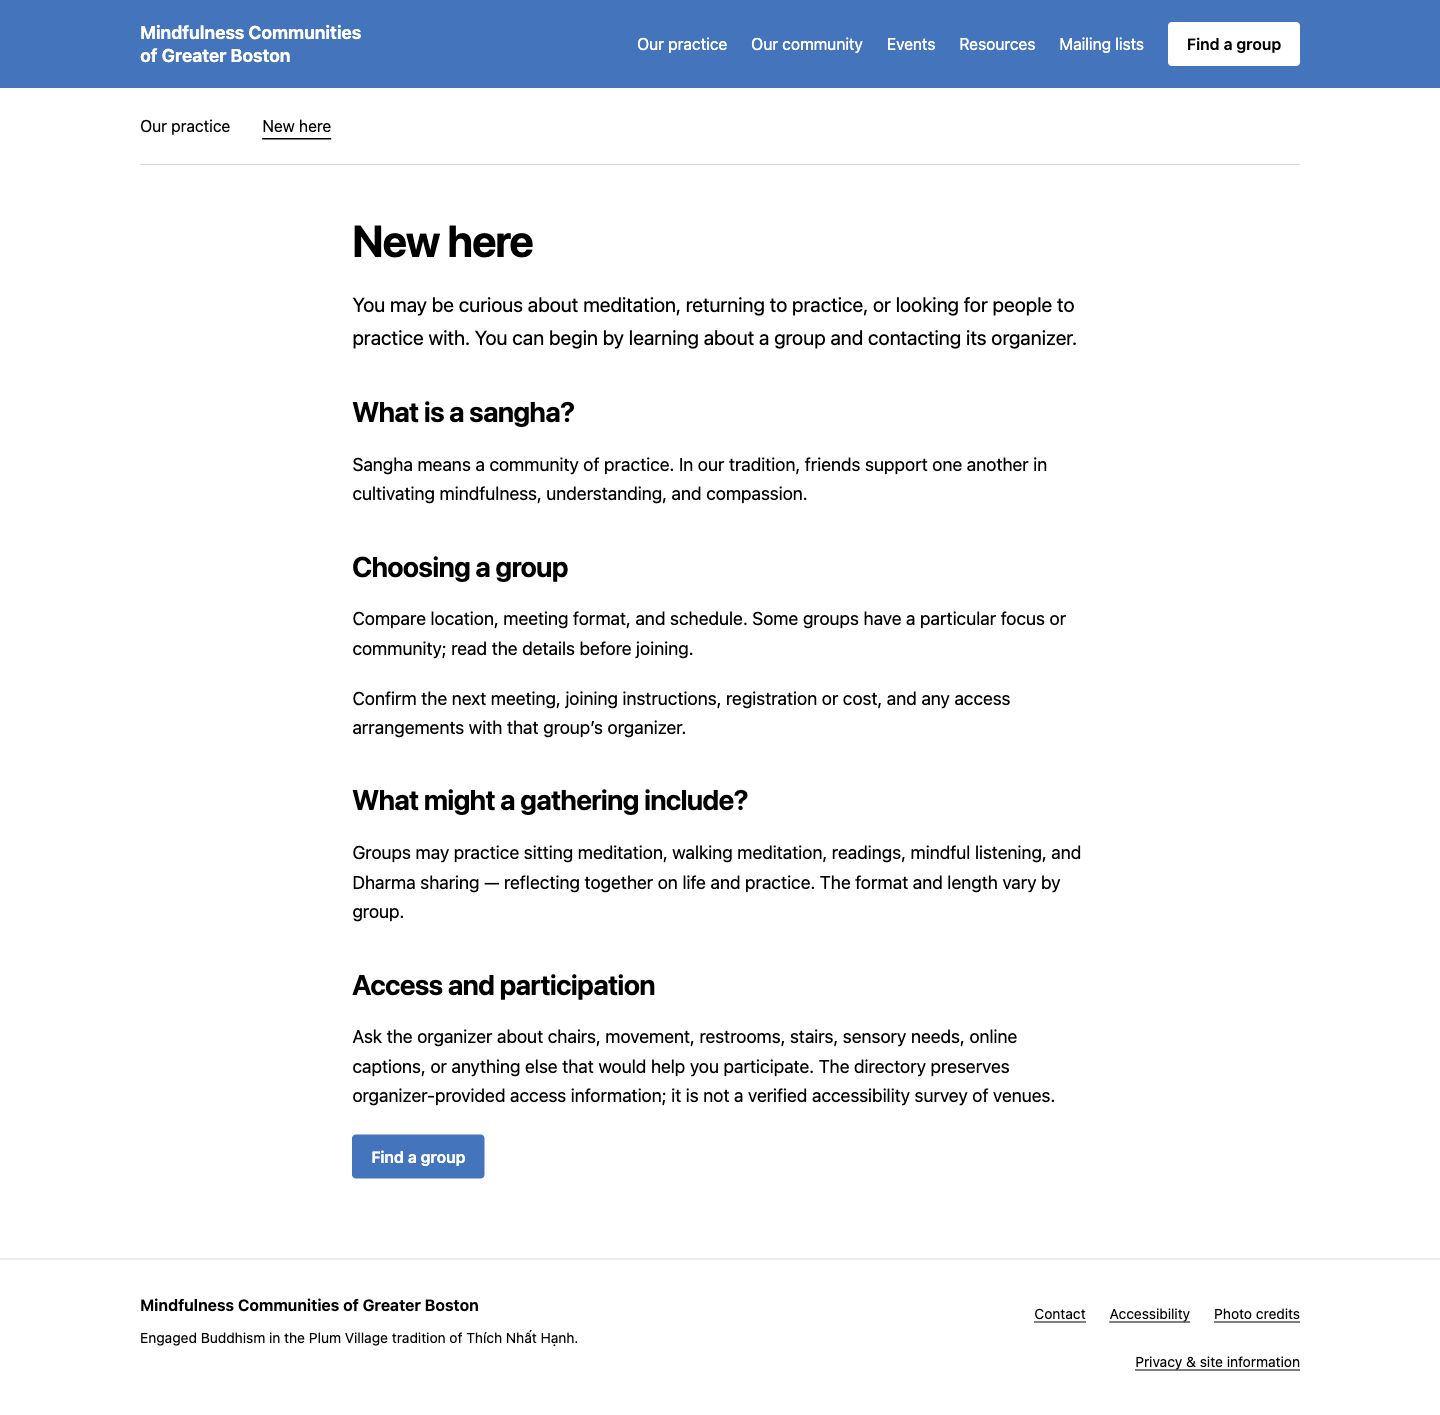 Mindfulness Communities
of Greater Boston
Our practice
Our community
Events
Resources
Mailing lists
Find a group
Our practice
New here
New here
You may be curious about meditation, returning to practice, or looking for people to
practice with. You can begin by learning about a group and contacting its organizer.
What is a sangha?
Sangha means a community of practice. In our tradition, friends support one another in
cultivating mindfulness, understanding, and compassion.
Choosing a group
Compare location, meeting format, and schedule. Some groups have a particular focus or
community; read the details before joining.
Confirm the next meeting, joining instructions, registration or cost, and any access
arrangements with that group’s organizer.
What might a gathering include?
Groups may practice sitting meditation, walking meditation, readings, mindful listening, and
Dharma sharing — reflecting together on life and practice. The format and length vary by
group.
Access and participation
Ask the organizer about chairs, movement, restrooms, stairs, sensory needs, online
captions, or anything else that would help you participate. The directory preserves
organizer-provided access information; it is not a verified accessibility survey of venues.
Find a group
Mindfulness Communities of Greater Boston
Engaged Buddhism in the Plum Village tradition of Thích Nhất Hạnh.
Contact
Accessibility
Photo credits
Privacy & site information